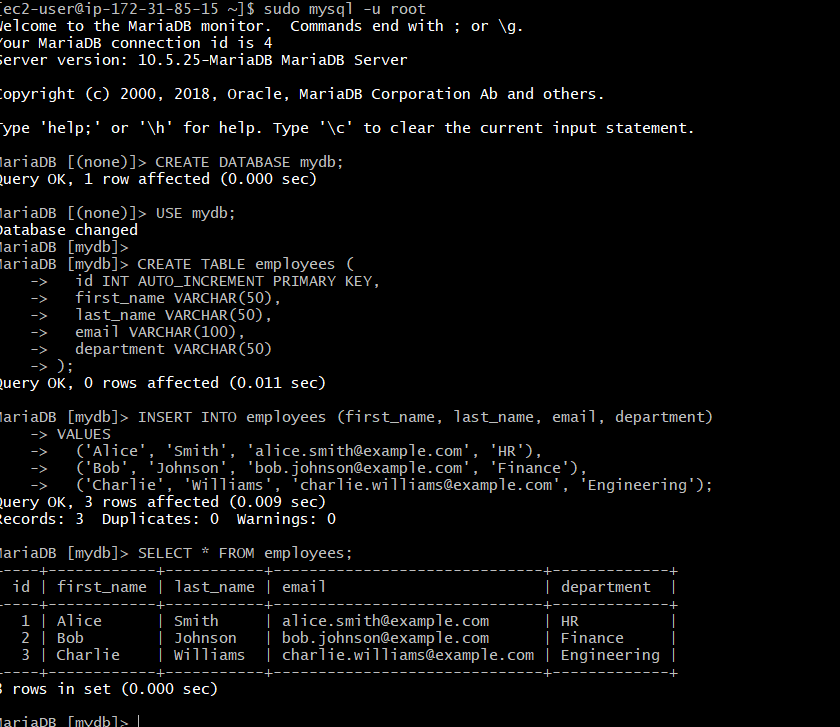 [ec2-user@ip-172-31-85-15 ~]$ sudo mysql -u root
Welcome to the MariaDB monitor.  Commands end with ; or \g.
Your MariaDB connection id is 4
Server version: 10.5.25-MariaDB MariaDB Server

Copyright (c) 2000, 2018, Oracle, MariaDB Corporation Ab and others.

Type 'help;' or '\h' for help. Type '\c' to clear the current input statement.

MariaDB [(none)]> CREATE DATABASE mydb;
Query OK, 1 row affected (0.000 sec)

MariaDB [(none)]> USE mydb;
Database changed
MariaDB [mydb]>
MariaDB [mydb]> CREATE TABLE employees (
    ->   id INT AUTO_INCREMENT PRIMARY KEY,
    ->   first_name VARCHAR(50),
    ->   last_name VARCHAR(50),
    ->   email VARCHAR(100),
    ->   department VARCHAR(50)
    -> );
Query OK, 0 rows affected (0.011 sec)

MariaDB [mydb]> INSERT INTO employees (first_name, last_name, email, department)
    -> VALUES
    ->   ('Alice', 'Smith', 'alice.smith@example.com', 'HR'),
    ->   ('Bob', 'Johnson', 'bob.johnson@example.com', 'Finance'),
    ->   ('Charlie', 'Williams', 'charlie.williams@example.com', 'Engineering');
Query OK, 3 rows affected (0.009 sec)
Records: 3  Duplicates: 0  Warnings: 0

MariaDB [mydb]> SELECT * FROM employees;
+----+------------+-----------+------------------------------+-------------+
| id | first_name | last_name | email                        | department  |
+----+------------+-----------+------------------------------+-------------+
|  1 | Alice      | Smith     | alice.smith@example.com      | HR          |
|  2 | Bob        | Johnson   | bob.johnson@example.com      | Finance     |
|  3 | Charlie    | Williams  | charlie.williams@example.com | Engineering |
+----+------------+-----------+------------------------------+-------------+
3 rows in set (0.000 sec)

MariaDB [mydb]>